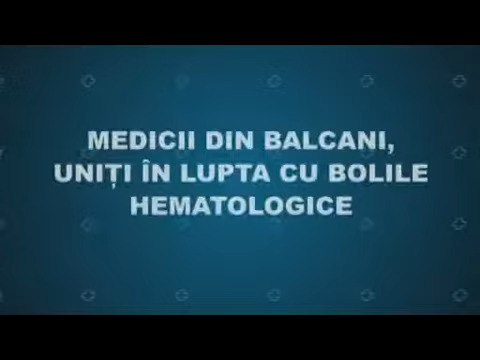 MEDICII DIN BALCANI,
UNIȚI ÎN LUPTA CU BOLILE
HEMATOLOGICE